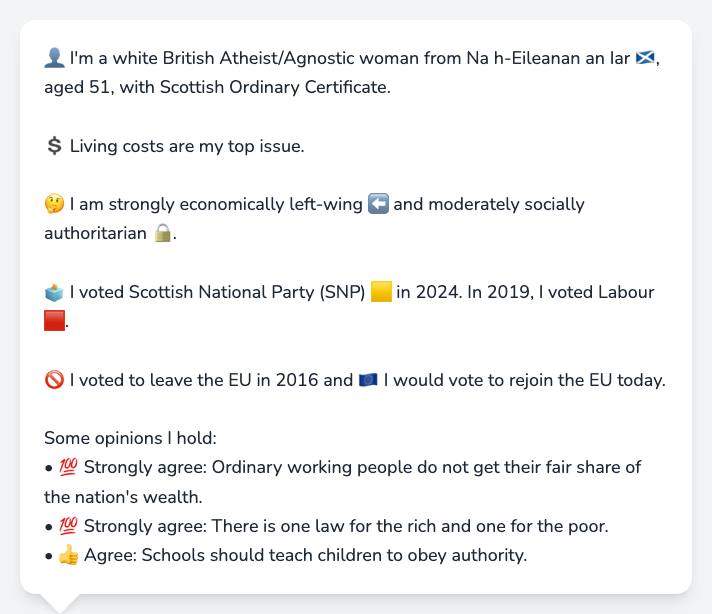 👤 I'm a white British Atheist/Agnostic woman from Na h-Eileanan an Iar 🏴󠁧󠁢󠁳󠁣󠁴󠁿,
aged 51, with Scottish Ordinary Certificate.
💲 Living costs are my top issue.
🤔 I am strongly economically left-wing ⬅️ and moderately socially
authoritarian 🔒.
🗳️ I voted Scottish National Party (SNP) 🟨 in 2024. In 2019, I voted Labour
🟥.
🚫 I voted to leave the EU in 2016 and 🇪🇺 I would vote to rejoin the EU today.
Some opinions I hold:
• 💯 Strongly agree: Ordinary working people do not get their fair share of
the nation's wealth.
• 💯 Strongly agree: There is one law for the rich and one for the poor.
• 👍 Agree: Schools should teach children to obey authority.